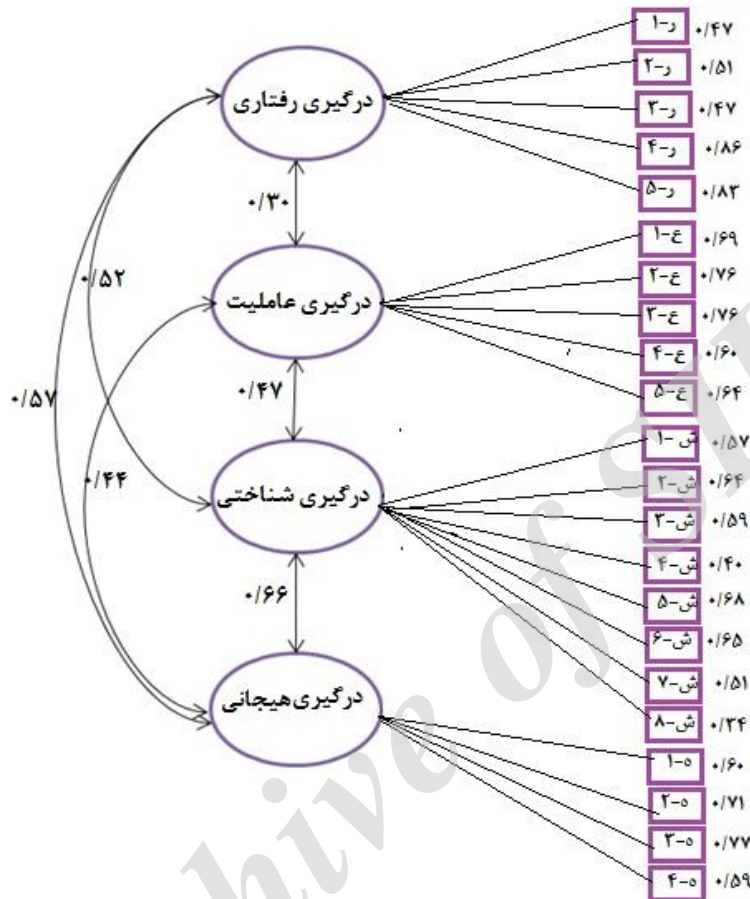 ر-۱ ۰/۴۷
ر-۲ ۰/۵۱
ر-۳ ۰/۴۷
ر-۴ ۰/۸۶
ر-۵ ۰/۸۳
درگیری رفتاری
۰/۳۰
۰/۵۲
ع-۱ ۰/۶۹
ع-۲ ۰/۷۶
ع-۳ ۰/۷۶
ع-۴ ۰/۶۰
ع-۵ ۰/۶۴
درگیری عاملیت
۰/۵۷
۰/۴۷
۰/۴۴
ش-۱ ۰/۵۷
ش-۲ ۰/۶۴
ش-۳ ۰/۵۹
ش-۴ ۰/۴۰
ش-۵ ۰/۶۸
ش-۶ ۰/۶۵
ش-۷ ۰/۵۱
ش-۸ ۰/۳۴
درگیری شناختی
۰/۶۶
درگیری هیجانی
ه-۱ ۰/۶۰
ه-۲ ۰/۷۱
ه-۳ ۰/۷۷
ه-۴ ۰/۵۹
hive of SI